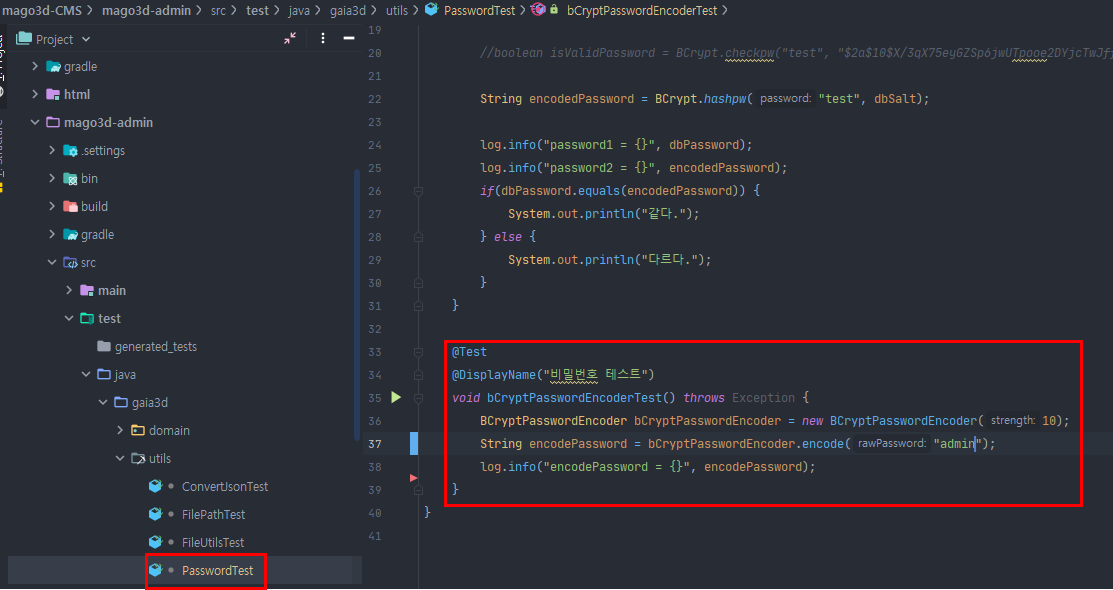 mago3d-CMS > mago3d-admin > src > test > java > gaia3d > utils > PasswordTest > bCryptPasswordEncoderTest >
Project
gradle
html
mago3d-admin
.settings
bin
build
gradle
src
main
test
generated_tests
java
gaia3d
domain
utils
ConvertJsonTest
FilePathTest
FileUtilsTest
PasswordTest
19
20 //boolean isValidPassword = BCrypt.checkpw("test", "$2a$10$X/3qX75eyGZSp6jwUTpooe2DYjcTwJf
21
22 String encodedPassword = BCrypt.hashpw( password: "test", dbSalt);
23
24 log.info("password1 = {}", dbPassword);
25 log.info("password2 = {}", encodedPassword);
26 if(dbPassword.equals(encodedPassword)) {
27 System.out.println("같다.");
28 } else {
29 System.out.println("다르다.");
30 }
31 }
32
33 @Test
34 @DisplayName("비밀번호 테스트")
35 void bCryptPasswordEncoderTest() throws Exception {
36 BCryptPasswordEncoder bCryptPasswordEncoder = new BCryptPasswordEncoder( strength: 10);
37 String encodePassword = bCryptPasswordEncoder.encode( rawPassword: "admin");
38 log.info("encodePassword = {}", encodePassword);
39 }
40 }
41